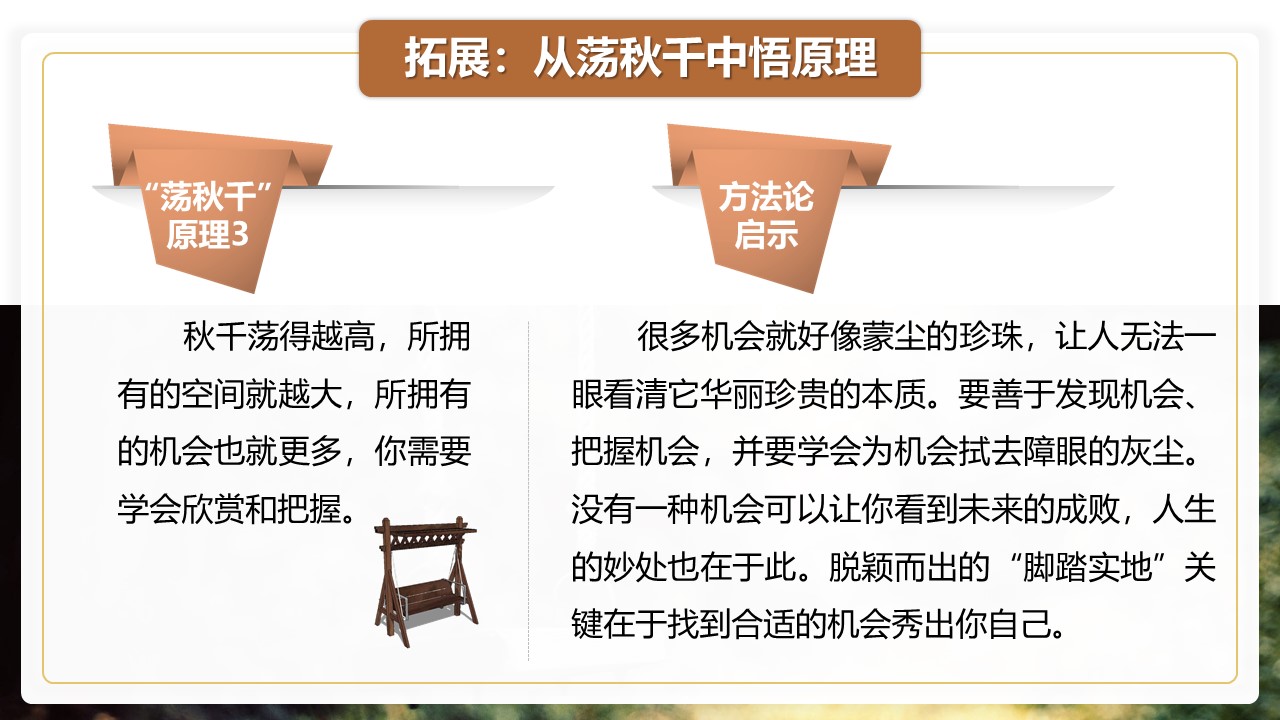 拓展：从荡秋千中悟原理
“荡秋千”
原理3
秋千荡得越高，所拥
有的空间就越大，所拥有
的机会也就更多，你需要
学会欣赏和把握。
方法论
启示
很多机会就好像蒙尘的珍珠，让人无法一
眼看清它华丽珍贵的本质。要善于发现机会、
把握机会，并要学会为机会拭去障眼的灰尘。
没有一种机会可以让你看到未来的成败，人生
的妙处也在于此。脱颖而出的“脚踏实地”关
键在于找到合适的机会秀出你自己。